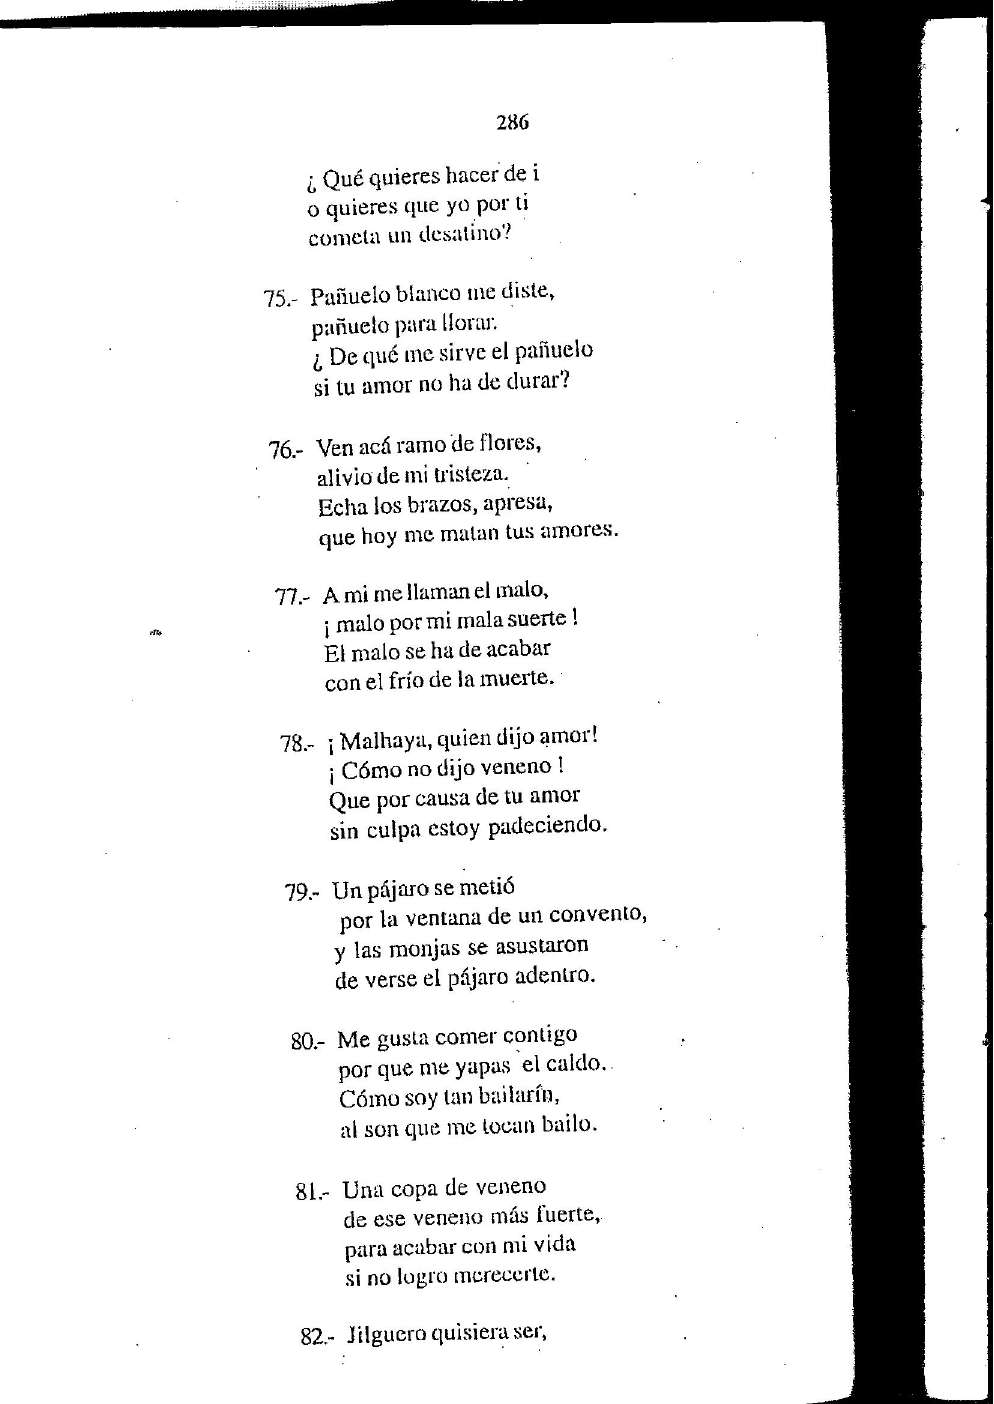 286
¿ Qué quieres hacer de i
o quieres que yo por ti
cometa un desatino?
75.- Pañuelo blanco me diste,
pañuelo para llorar.
¿ De qué me sirve el pañuelo
si tu amor no ha de durar?
76.- Ven acá ramo de flores,
alivio de mi tristeza.
Echa los brazos, apresa,
que hoy me matan tus amores.
77.- A mi me llaman el malo,
¡ malo por mi mala suerte !
El malo se ha de acabar
con el frío de la muerte.
78.- ¡ Malhaya, quien dijo amor!
¡ Cómo no dijo veneno !
Que por causa de tu amor
sin culpa estoy padeciendo.
79.- Un pájaro se metió
por la ventana de un convento,
y las monjas se asustaron
de verse el pájaro adentro.
80.- Me gusta comer contigo
por que me yapas el caldo.
Cómo soy tan bailarín,
al son que me tocan bailo.
81.- Una copa de veneno
de ese veneno más fuerte,
para acabar con mi vida
si no logro merecerte.
82.- Jilguero quisiera ser,